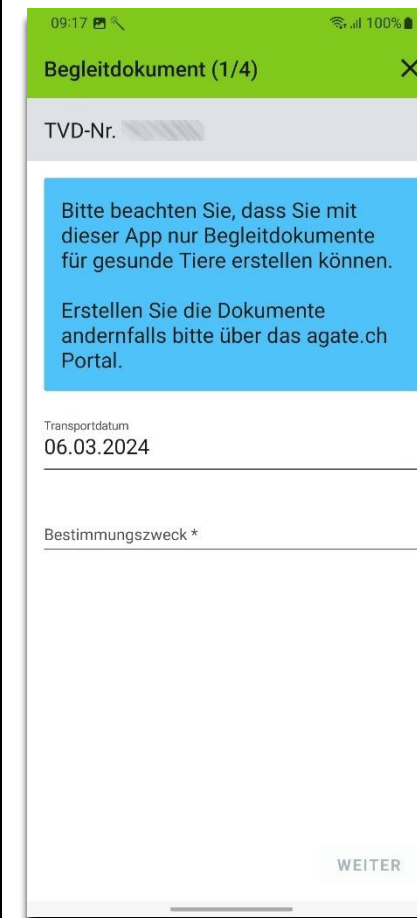 09:17
100%
Begleitdokument (1/4)
TVD-Nr.
Bitte beachten Sie, dass Sie mit
dieser App nur Begleitdokumente
für gesunde Tiere erstellen können.
Erstellen Sie die Dokumente
andernfalls bitte über das agate.ch
Portal.
Transportdatum
06.03.2024
Bestimmungszweck *
WEITER